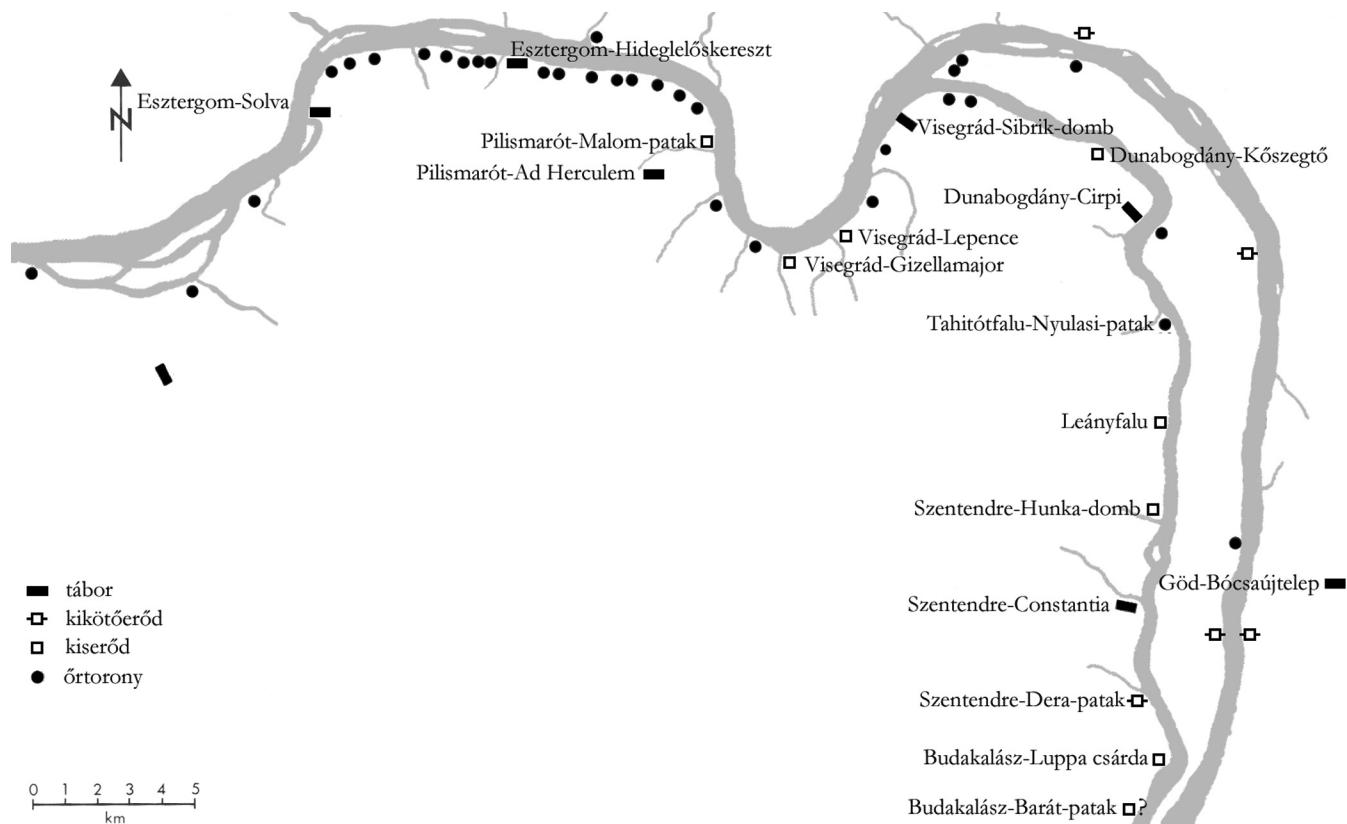 Esztergom-Hideglelőskereszt
Esztergom-Solva
N
Visegrád-Sibrik-domb
Pilismarót-Malom-patak
Dunabogdány-Kőszegtő
Pilismarót-Ad Herculem
Dunabogdány-Cirpi
Visegrád-Lepence
Visegrád-Gizellamajor
Tahitótfalu-Nyulasi-patak
Leányfalu
Szentendre-Hunka-domb
Göd-Bócsaújtelep
Szentendre-Constantia
tábor
kikötőerőd
kiserőd
őrtorony
Szentendre-Dera-patak
Budakalász-Luppa csárda
Budakalász-Barát-patak ?
0 1 2 3 4 5
km